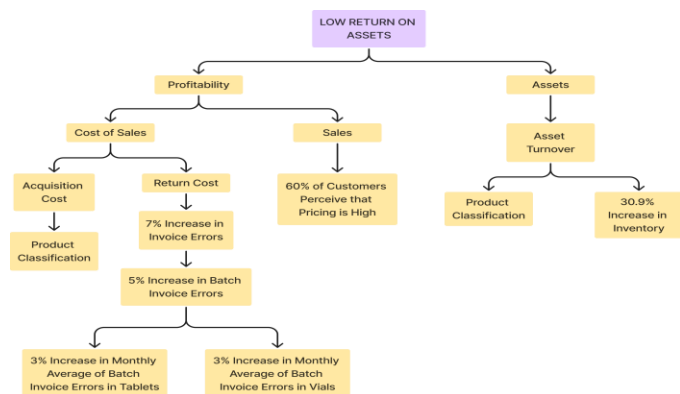 LOW RETURN ON
ASSETS
Profitability
Assets
Cost of Sales
Sales
Asset
Turnover
Acquisition
Cost
Return Cost
60% of Customers
Perceive that
Pricing is High
Product
Classification
30.9%
Increase in
Inventory
7% Increase in
Invoice Errors
Product
Classification
5% Increase in Batch
Invoice Errors
3% Increase in Monthly
Average of Batch
Invoice Errors in Tablets
3% Increase in Monthly
Average of Batch
Invoice Errors in Vials